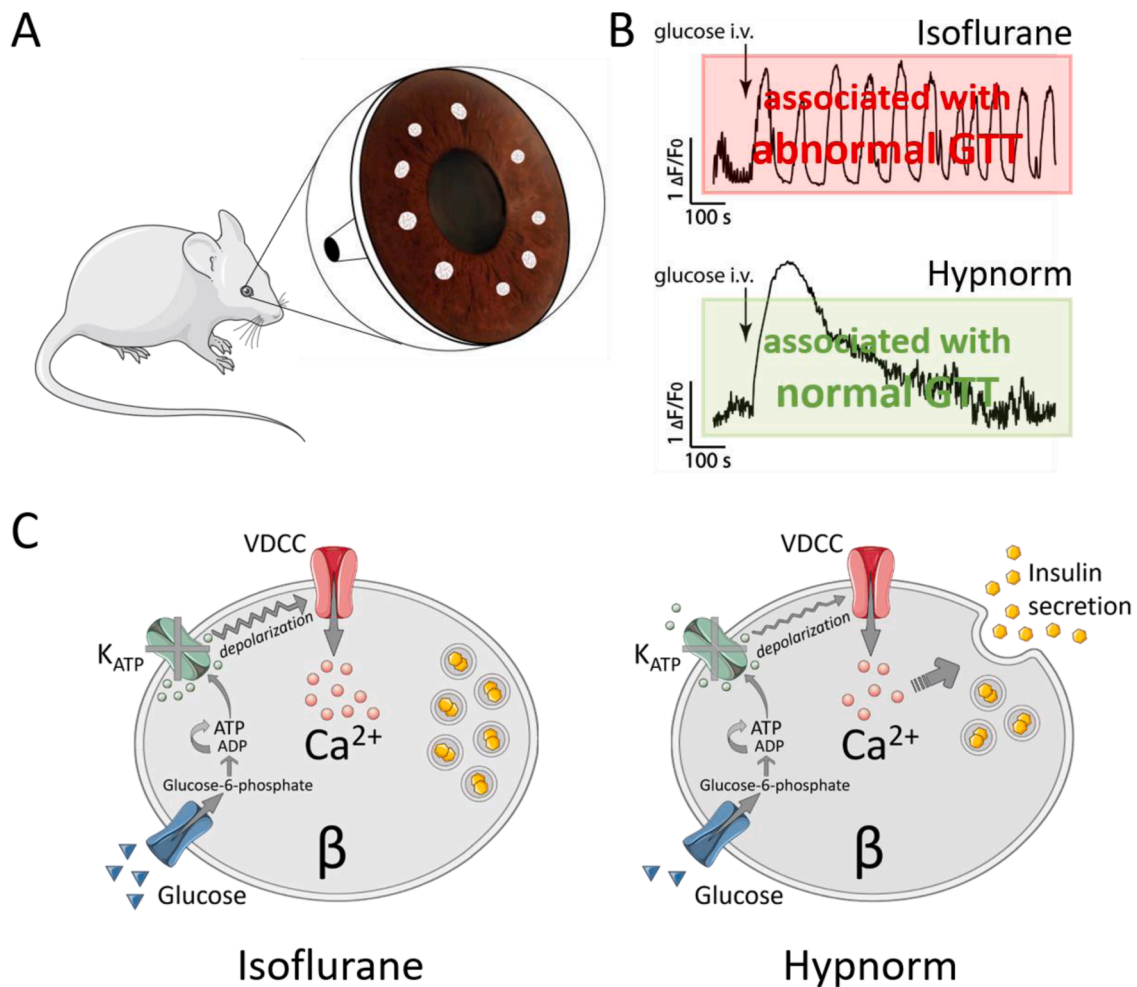 A
B
Isoflurane
glucose i.v.
associated with
abnormal GTT
1 ΔF/F0
100 s
Hypnorm
glucose i.v.
associated with
normal GTT
1 ΔF/F0
100 s
C
VDCC
depolarization
K_ATP
ATP
ADP
Ca²⁺
Glucose-6-phosphate
β
Glucose
Isoflurane
VDCC
Insulin
secretion
depolarization
K_ATP
ATP
ADP
Ca²⁺
Glucose-6-phosphate
β
Glucose
Hypnorm